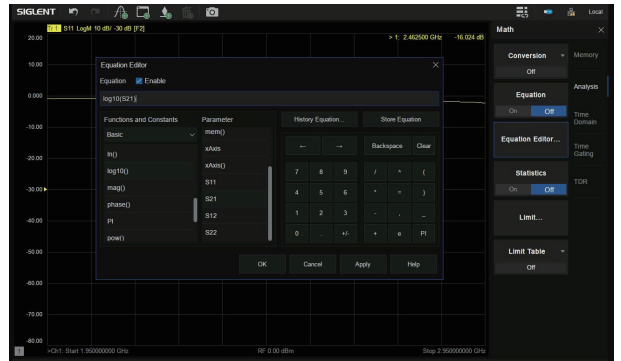 SIGLENT
Local
Tr 1 S11 LogM 10 dB/ -30 dB [F2]
> 1: 2.462500 GHz -16.024 dB
20.00
10.00
0.000
-10.00
-20.00
-30.00
-40.00
-50.00
-60.00
-70.00
-80.00
Equation Editor
Equation Enable
log10(S21)
Functions and Constants
Basic
ln()
log10()
mag()
phase()
PI
pow()
Parameter
mem()
xAxis
xAxis()
S11
S21
S12
S22
History Equation... Store Equation
← → Backspace Clear
7 8 9 / ^ (
4 5 6 * = )
1 2 3 - , _
0 . +/- + e PI
OK Cancel Apply Help
Math
Conversion
Off
Equation
On Off
Equation Editor...
Statistics
On Off
Limit...
Limit Table
Off
Memory
Analysis
Time
Domain
Time
Gating
TDR
1 >Ch1: Start 1.950000000 GHz RF 0.00 dBm Stop 2.950000000 GHz